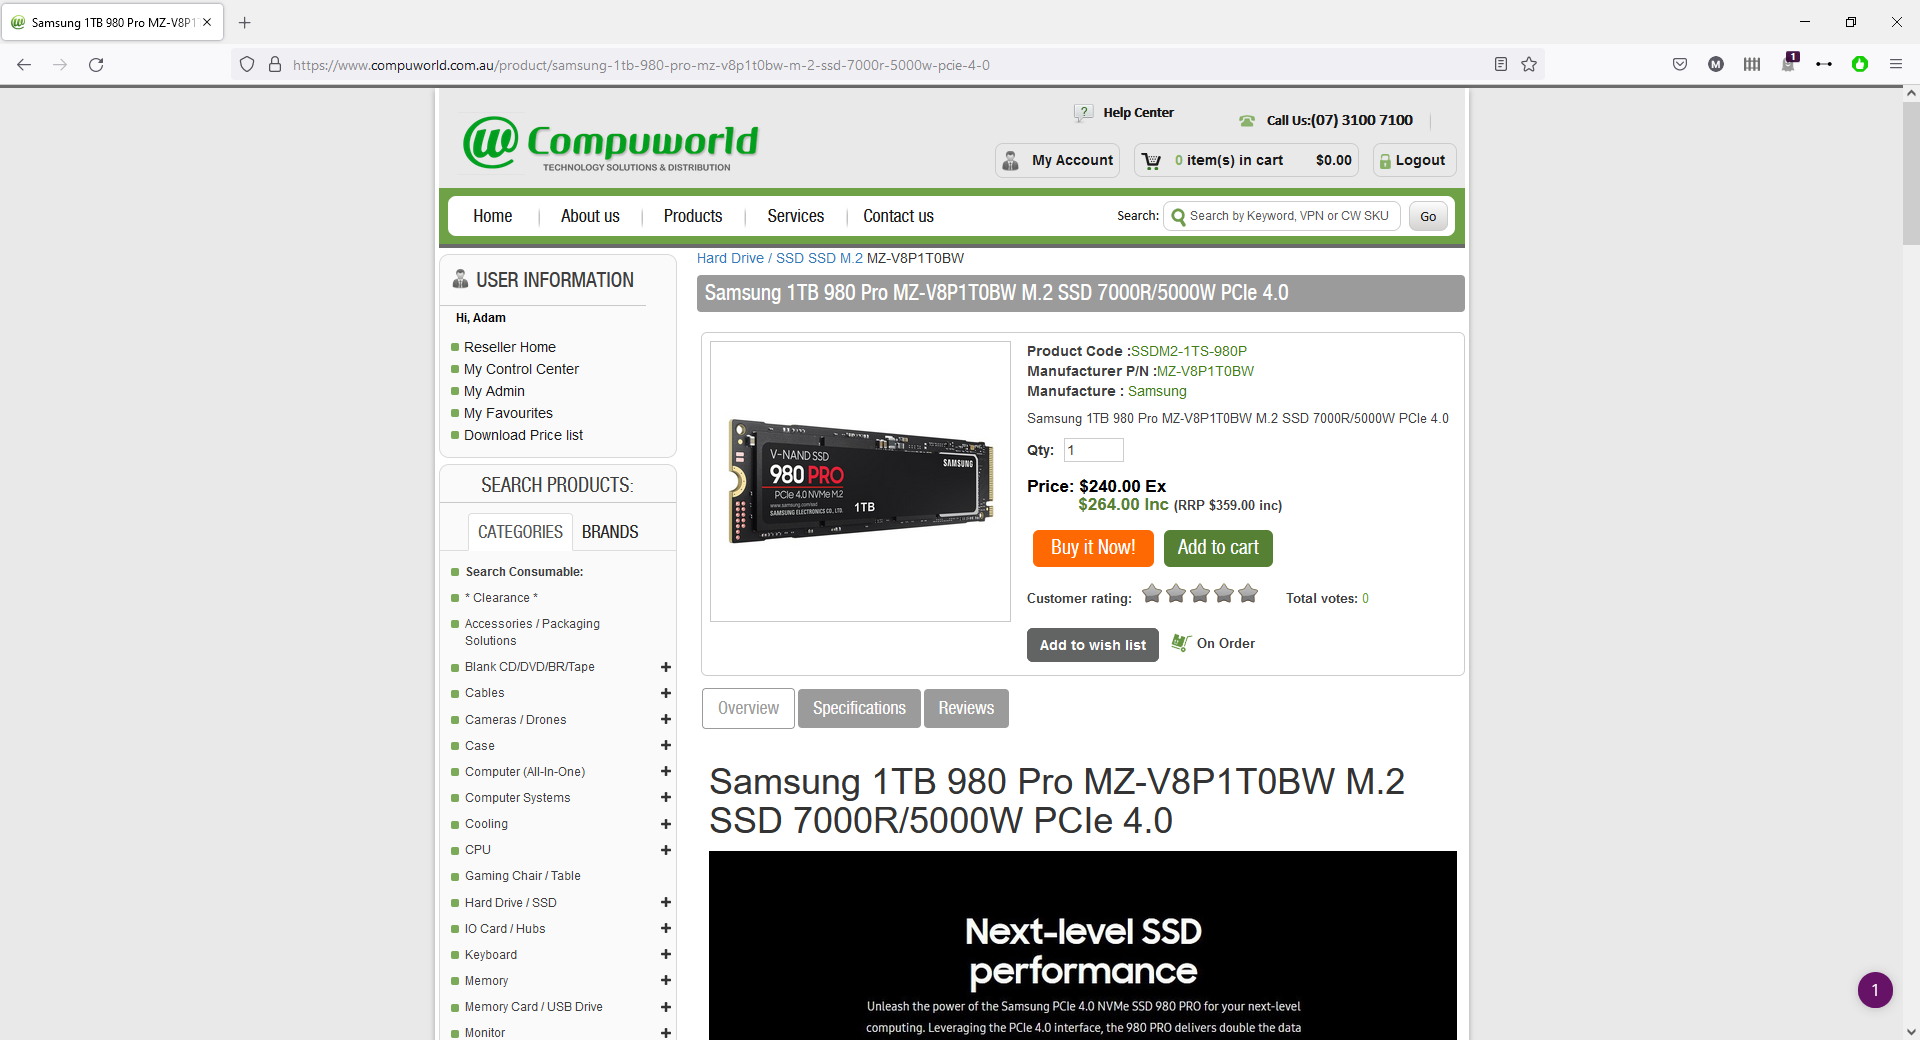 Samsung 1TB 980 Pro MZ-V8P1T
https://www.compuworld.com.au/product/samsung-1tb-980-pro-mz-v8p1t0bw-m-2-ssd-7000r-5000w-pcie-4-0
1
Help Center
Call Us:(07) 3100 7100
Compuworld
TECHNOLOGY SOLUTIONS & DISTRIBUTION
My Account
0 item(s) in cart $0.00
Logout
Home
About us
Products
Services
Contact us
Search:
Search by Keyword, VPN or CW SKU
Go
USER INFORMATION
Hi, Adam
Reseller Home
My Control Center
My Admin
My Favourites
Download Price list
SEARCH PRODUCTS:
CATEGORIES
BRANDS
Search Consumable:
* Clearance *
Accessories / Packaging
Solutions
Blank CD/DVD/BR/Tape
Cables
Cameras / Drones
Case
Computer (All-In-One)
Computer Systems
Cooling
CPU
Gaming Chair / Table
Hard Drive / SSD
IO Card / Hubs
Keyboard
Memory
Memory Card / USB Drive
Monitor
Hard Drive / SSD SSD M.2 MZ-V8P1T0BW
Samsung 1TB 980 Pro MZ-V8P1T0BW M.2 SSD 7000R/5000W PCIe 4.0
V-NAND SSD
980 PRO
PCIe 4.0 NVMe M.2
www.samsung.com/ssd
SAMSUNG ELECTRONICS CO., LTD.
1TB
SAMSUNG
Product Code :SSDM2-1TS-980P
Manufacturer P/N :MZ-V8P1T0BW
Manufacture : Samsung
Samsung 1TB 980 Pro MZ-V8P1T0BW M.2 SSD 7000R/5000W PCIe 4.0
Qty: 1
Price: $240.00 Ex
$264.00 Inc (RRP $359.00 inc)
Buy it Now!
Add to cart
Customer rating:
Total votes: 0
Add to wish list
On Order
Overview
Specifications
Reviews
Samsung 1TB 980 Pro MZ-V8P1T0BW M.2
SSD 7000R/5000W PCIe 4.0
Next-level SSD
performance
Unleash the power of the Samsung PCIe 4.0 NVMe SSD 980 PRO for your next-level
computing. Leveraging the PCIe 4.0 interface, the 980 PRO delivers double the data
1